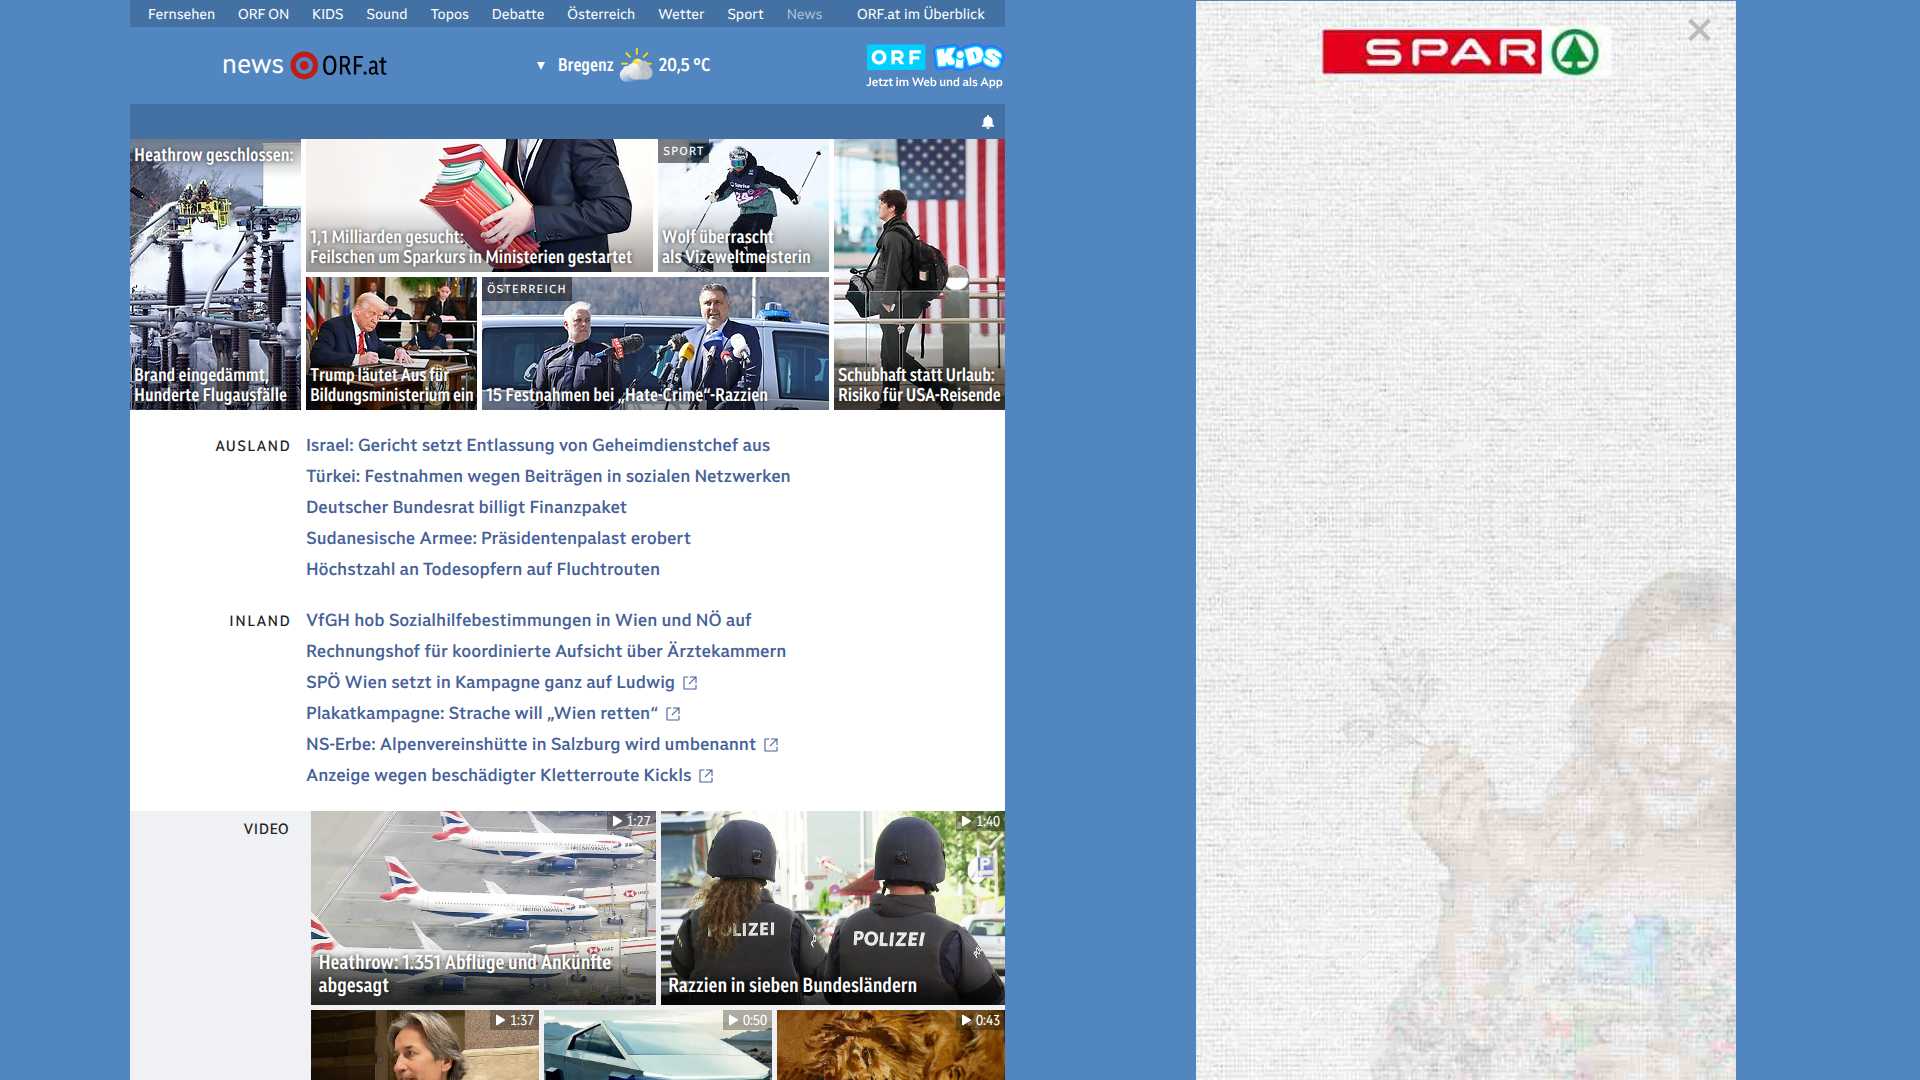 Fernsehen ORF ON KIDS Sound Topos Debatte Österreich Wetter Sport News ORF.at im Überblick
news ORF.at
▼ Bregenz 20,5 °C
ORF KiDS
Jetzt im Web und als App
SPAR
Heathrow geschlossen:
Brand eingedämmt,
Hunderte Flugausfälle
1,1 Milliarden gesucht:
Feilschen um Sparkurs in Ministerien gestartet
SPORT
Wolf überrascht
als Vizeweltmeisterin
Trump läutet Aus für
Bildungsministerium ein
ÖSTERREICH
15 Festnahmen bei „Hate-Crime“-Razzien
Schubhaft statt Urlaub:
Risiko für USA-Reisende
AUSLAND
Israel: Gericht setzt Entlassung von Geheimdienstchef aus
Türkei: Festnahmen wegen Beiträgen in sozialen Netzwerken
Deutscher Bundesrat billigt Finanzpaket
Sudanesische Armee: Präsidentenpalast erobert
Höchstzahl an Todesopfern auf Fluchtrouten
INLAND
VfGH hob Sozialhilfebestimmungen in Wien und NÖ auf
Rechnungshof für koordinierte Aufsicht über Ärztekammern
SPÖ Wien setzt in Kampagne ganz auf Ludwig
Plakatkampagne: Strache will „Wien retten“
NS-Erbe: Alpenvereinshütte in Salzburg wird umbenannt
Anzeige wegen beschädigter Kletterroute Kickls
VIDEO
1:27
Heathrow: 1.351 Abflüge und Ankünfte
abgesagt
1:40
P
POLIZEI
POLIZEI
Razzien in sieben Bundesländern
1:37
0:50
0:43